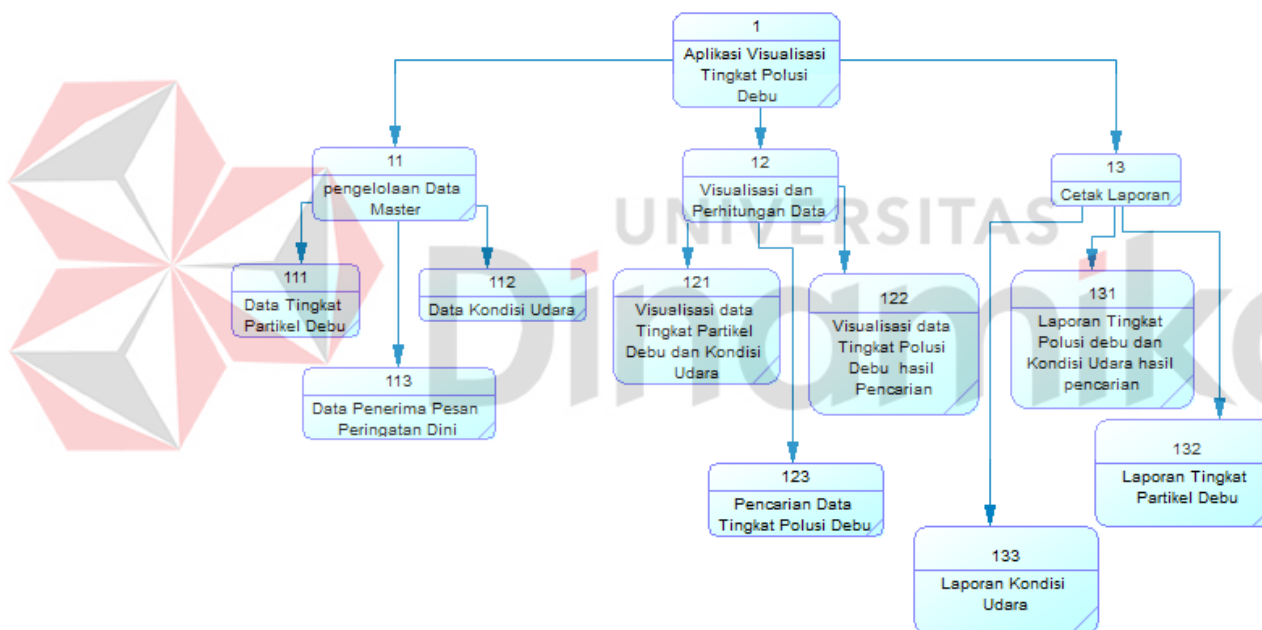 1
Aplikasi Visualisasi
Tingkat Polusi
Debu
11
pengelolaan Data
Master
12
Visualisasi dan
Perhitungan Data
13
Cetak Laporan
UNIVERSITAS
Dinamika
111
Data Tingkat
Partikel Debu
112
Data Kondisi Udara
113
Data Penerima Pesan
Peringatan Dini
121
Visualisasi data
Tingkat Partikel
Debu dan Kondisi
Udara
122
Visualisasi data
Tingkat Polusi
Debu hasil
Pencarian
123
Pencarian Data
Tingkat Polusi Debu
131
Laporan Tingkat
Polusi debu dan
Kondisi Udara hasil
pencarian
132
Laporan Tingkat
Partikel Debu
133
Laporan Kondisi
Udara